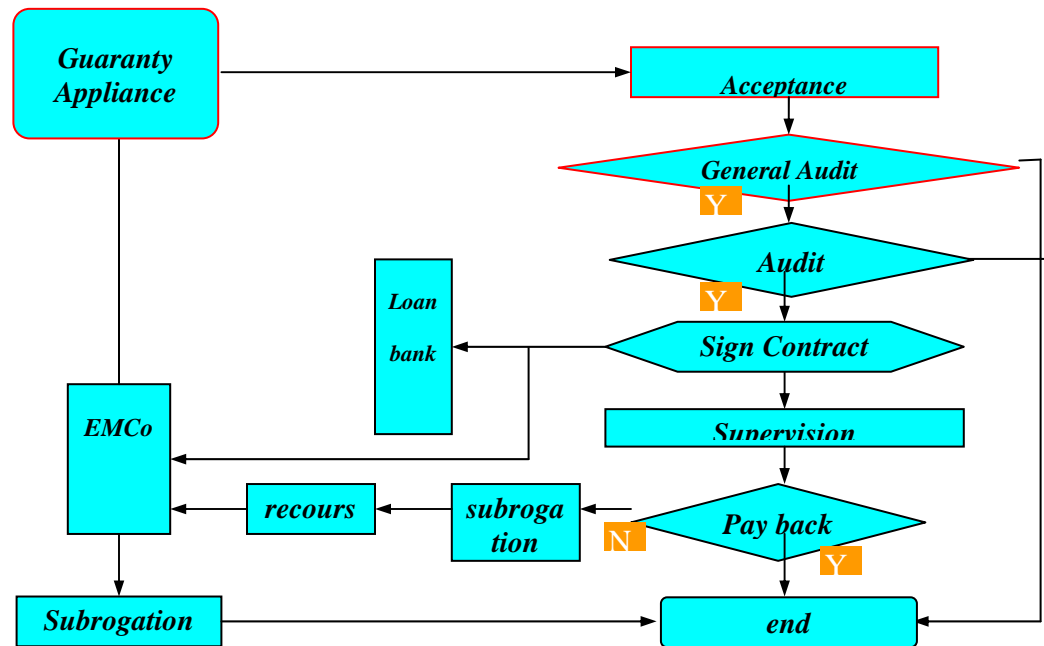 Guaranty
Appliance
Acceptance
General Audit
Y
Audit
Y
Loan
bank
Sign Contract
EMCo
Supervision
recours
subroga
tion
Pay back
N
Y
Subrogation
end